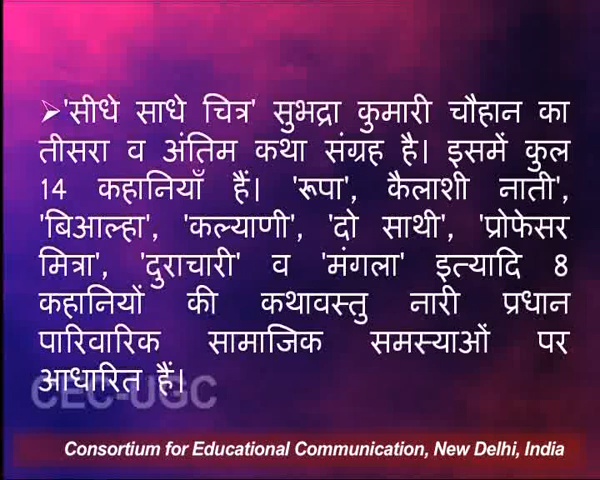 ➢'सीधे साधे चित्र' सुभद्रा कुमारी चौहान का
तीसरा व अंतिम कथा संग्रह है। इसमें कुल
14 कहानियाँ हैं। 'रूपा', कैलाशी नाती',
'बिआल्हा', 'कल्याणी', 'दो साथी', 'प्रोफेसर
मित्रा', 'दुराचारी' व 'मंगला' इत्यादि 8
कहानियों की कथावस्तु नारी प्रधान
पारिवारिक सामाजिक समस्याओं पर
आधारित हैं।
CEC-UGC
Consortium for Educational Communication, New Delhi, India